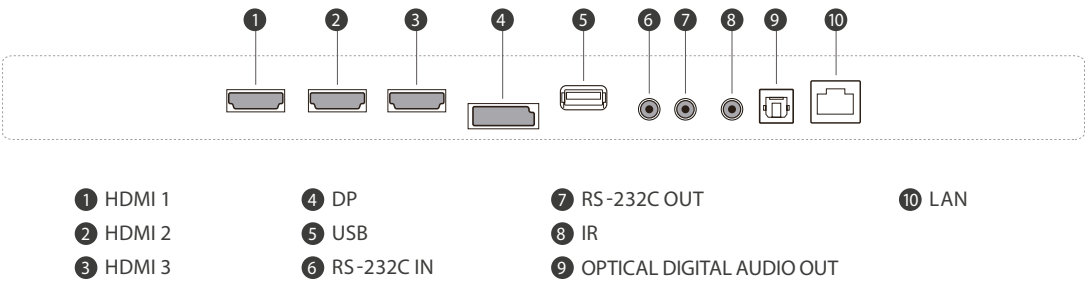 1 2 3 4 5 6 7 8 9 10
1 HDMI 1
2 HDMI 2
3 HDMI 3
4 DP
5 USB
6 RS-232C IN
7 RS-232C OUT
8 IR
9 OPTICAL DIGITAL AUDIO OUT
10 LAN